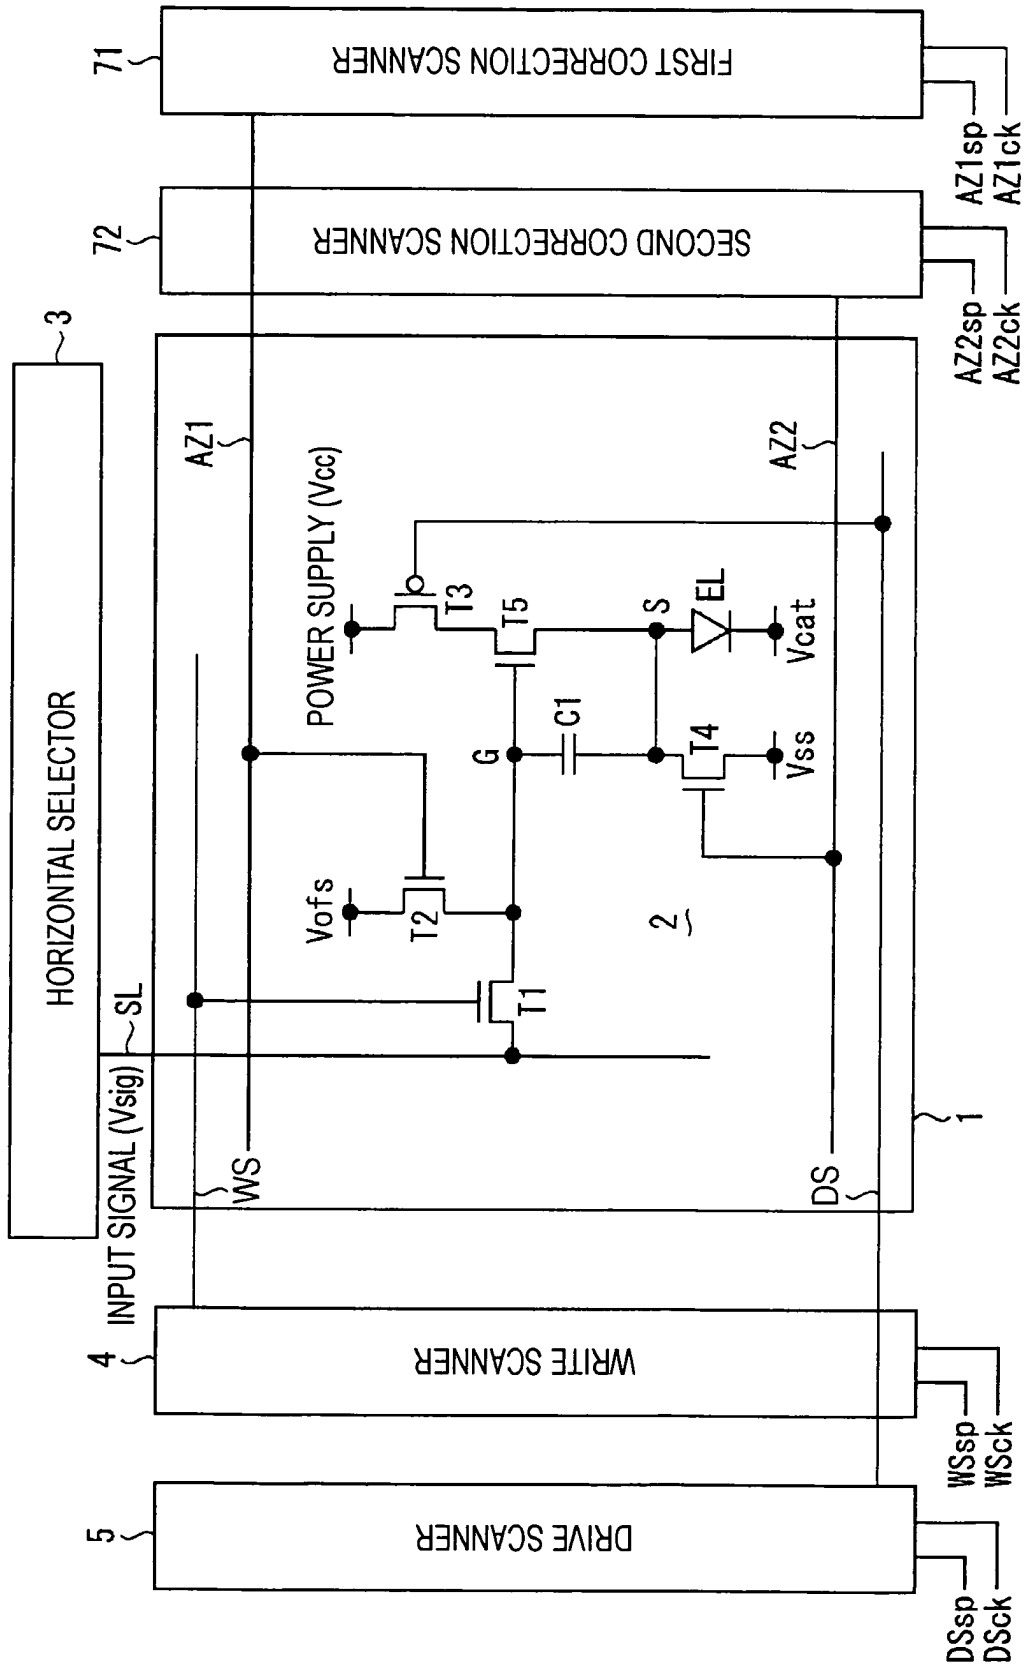 3
HORIZONTAL SELECTOR
71
FIRST CORRECTION SCANNER
72
SECOND CORRECTION SCANNER
4
WRITE SCANNER
5
DRIVE SCANNER
INPUT SIGNAL (Vsig)
SL
WS
AZ1
POWER SUPPLY (Vcc)
Vofs
T2
T3
T1
T5
G
C1
S
EL
T4
Vss
Vcat
2
AZ2
DS
1
DSsp
DSck
WSsp
WSck
AZ2sp
AZ2ck
AZ1sp
AZ1ck